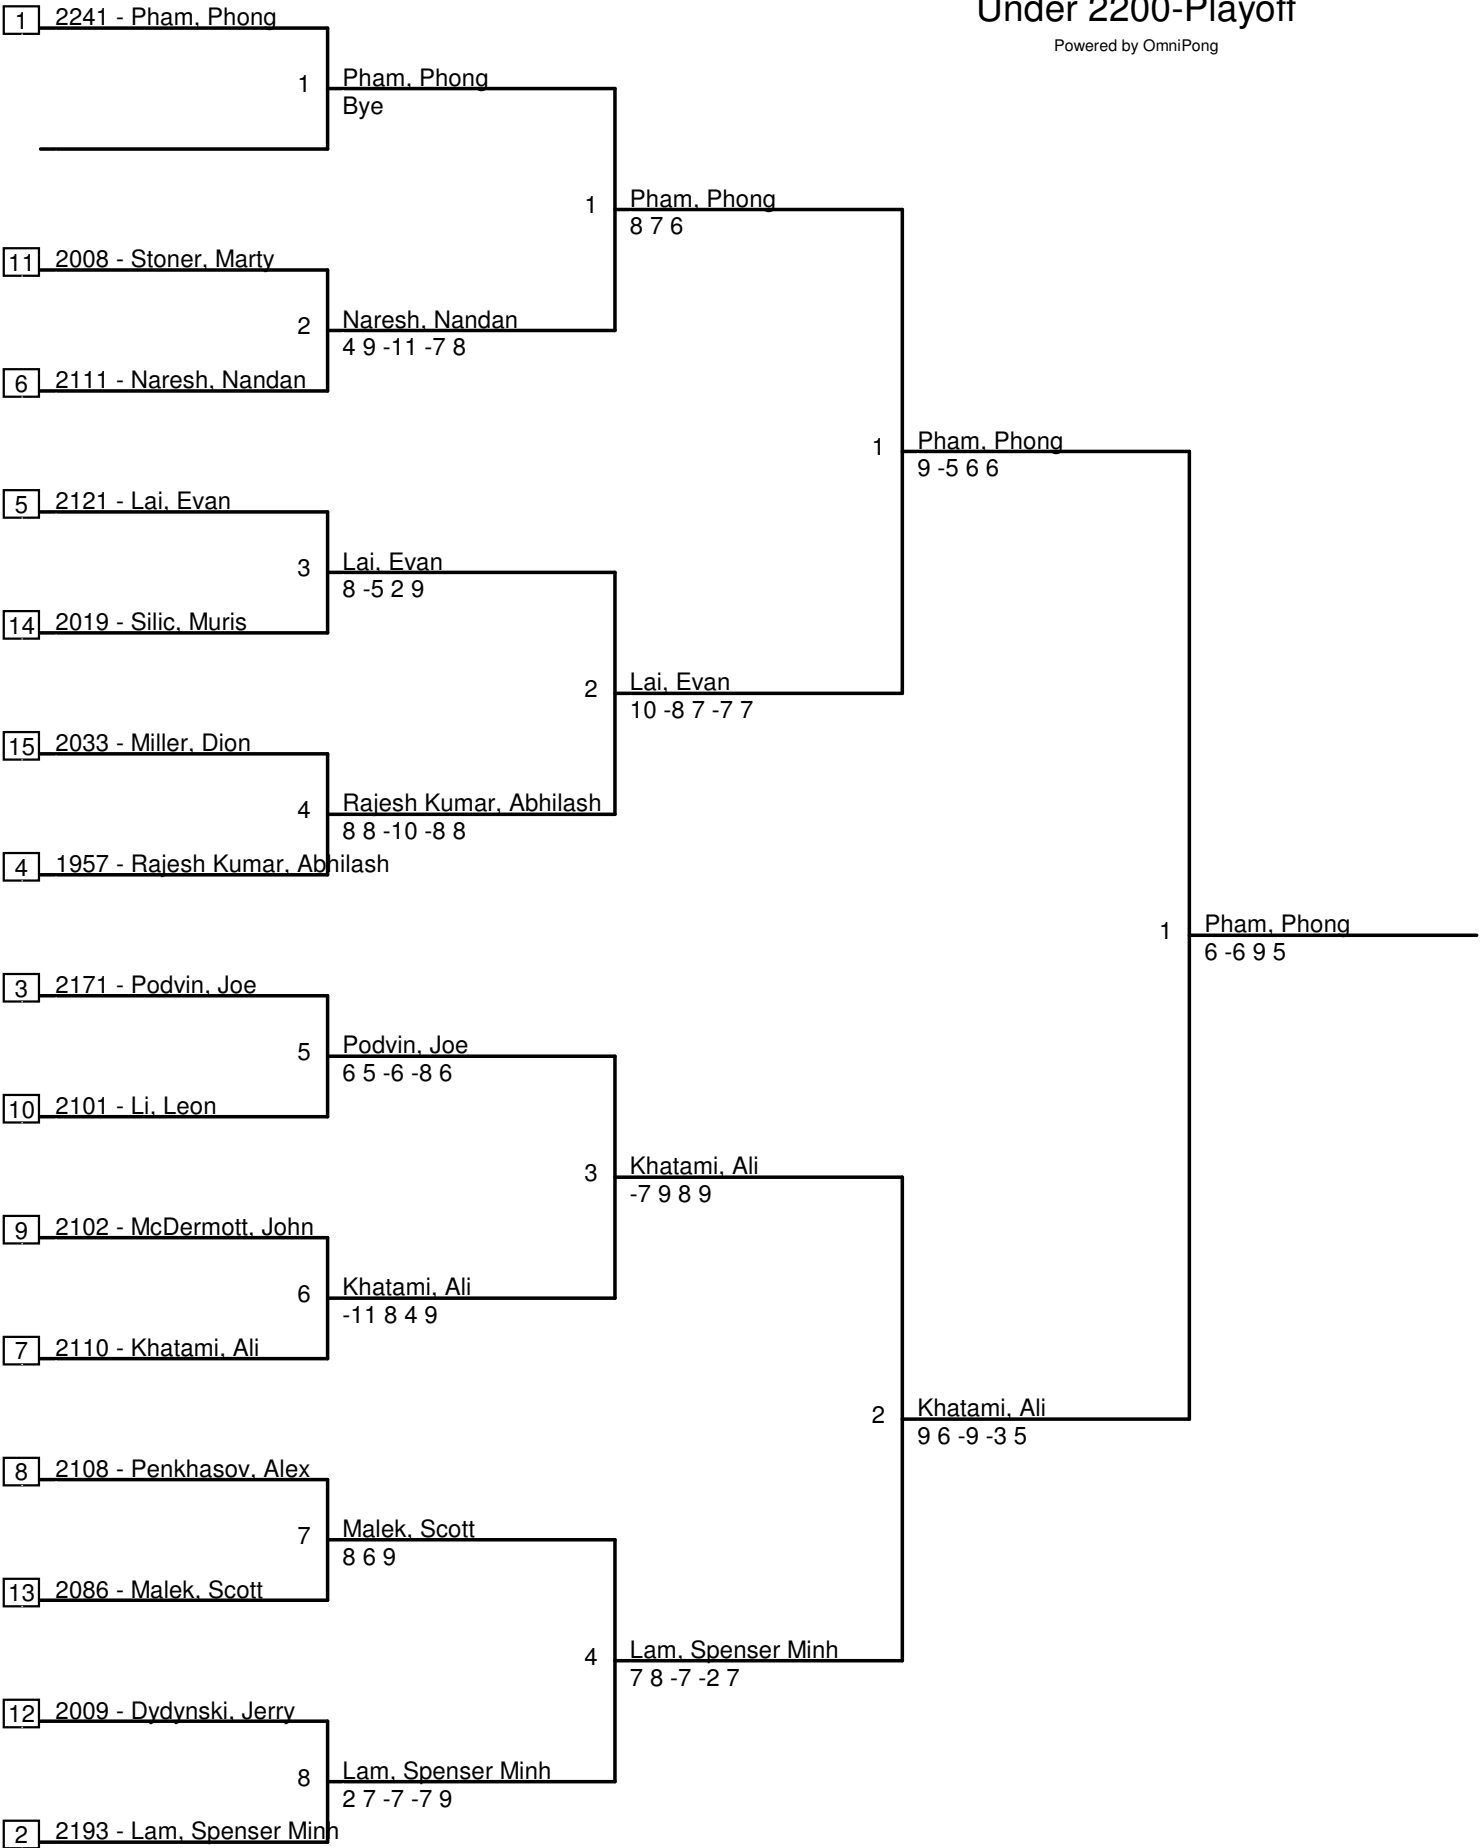 Under 2200-Playoff
Powered by OmniPong
1 2241 - Pham, Phong
1 Pham, Phong
Bye
1 Pham, Phong
8 7 6
11 2008 - Stoner, Marty
2 Naresh, Nandan
4 9 -11 -7 8
6 2111 - Naresh, Nandan
1 Pham, Phong
9 -5 6 6
5 2121 - Lai, Evan
3 Lai, Evan
8 -5 2 9
14 2019 - Silic, Muris
2 Lai, Evan
10 -8 7 -7 7
15 2033 - Miller, Dion
4 Rajesh Kumar, Abhilash
8 8 -10 -8 8
4 1957 - Rajesh Kumar, Abhilash
1 Pham, Phong
6 -6 9 5
3 2171 - Podvin, Joe
5 Podvin, Joe
6 5 -6 -8 6
10 2101 - Li, Leon
3 Khatami, Ali
-7 9 8 9
9 2102 - McDermott, John
6 Khatami, Ali
-11 8 4 9
7 2110 - Khatami, Ali
2 Khatami, Ali
9 6 -9 -3 5
8 2108 - Penkhasov, Alex
7 Malek, Scott
8 6 9
13 2086 - Malek, Scott
4 Lam, Spenser Minh
7 8 -7 -2 7
12 2009 - Dydynski, Jerry
8 Lam, Spenser Minh
2 7 -7 -7 9
2 2193 - Lam, Spenser Minh